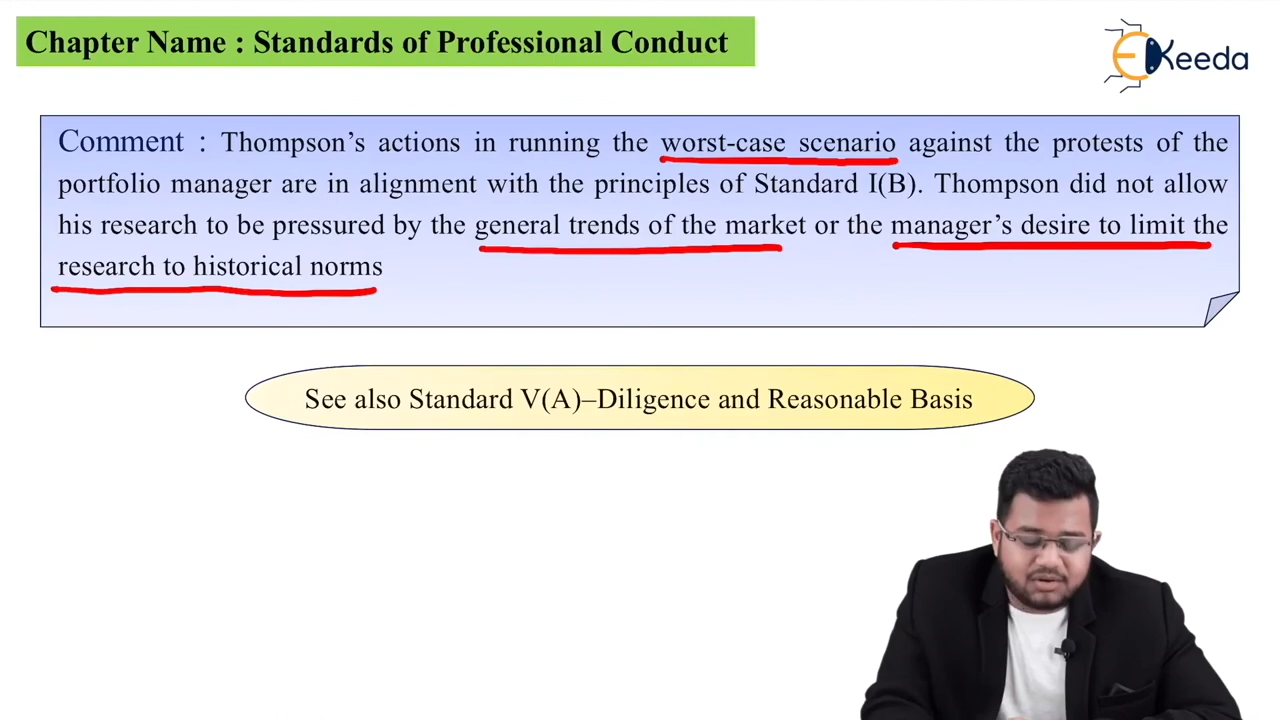 Chapter Name : Standards of Professional Conduct
EKeeda
Comment : Thompson's actions in running the worst-case scenario against the protests of the
portfolio manager are in alignment with the principles of Standard I(B). Thompson did not allow
his research to be pressured by the general trends of the market or the manager's desire to limit the
research to historical norms
See also Standard V(A)–Diligence and Reasonable Basis